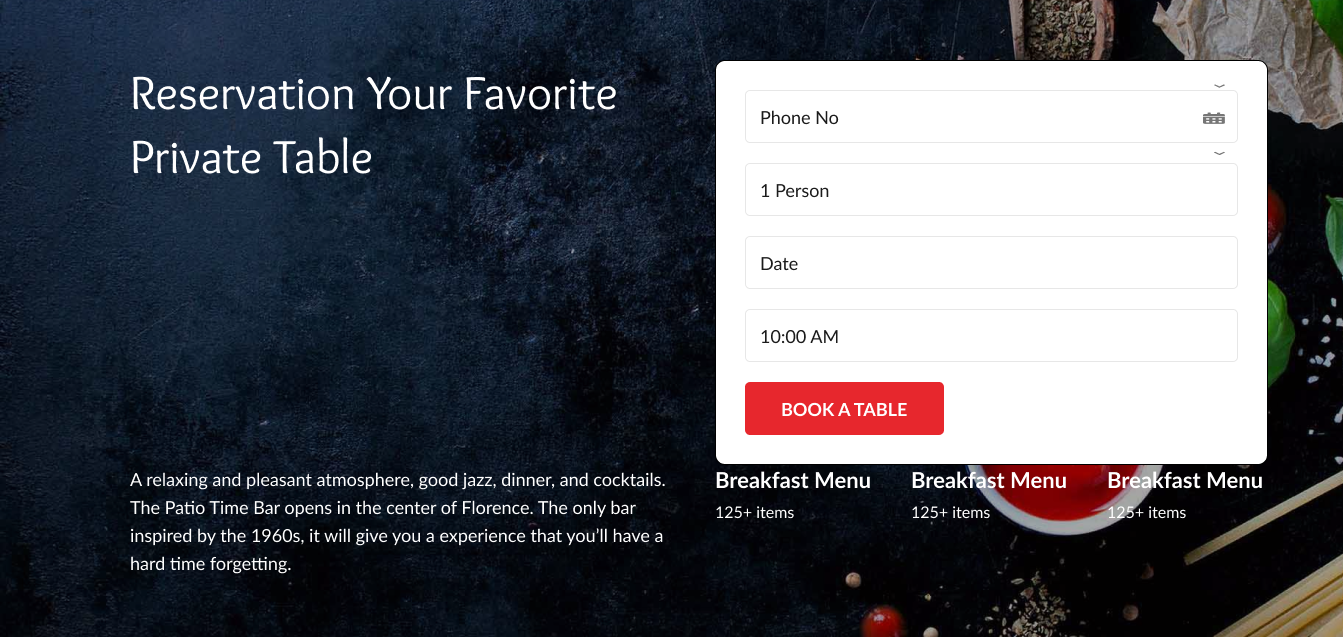 Reservation Your Favorite
Private Table
Phone No
1 Person
Date
10:00 AM
BOOK A TABLE
A relaxing and pleasant atmosphere, good jazz, dinner, and cocktails.
The Patio Time Bar opens in the center of Florence. The only bar
inspired by the 1960s, it will give you a experience that you'll have a
hard time forgetting.
Breakfast Menu
125+ items
Breakfast Menu
125+ items
Breakfast Menu
125+ items